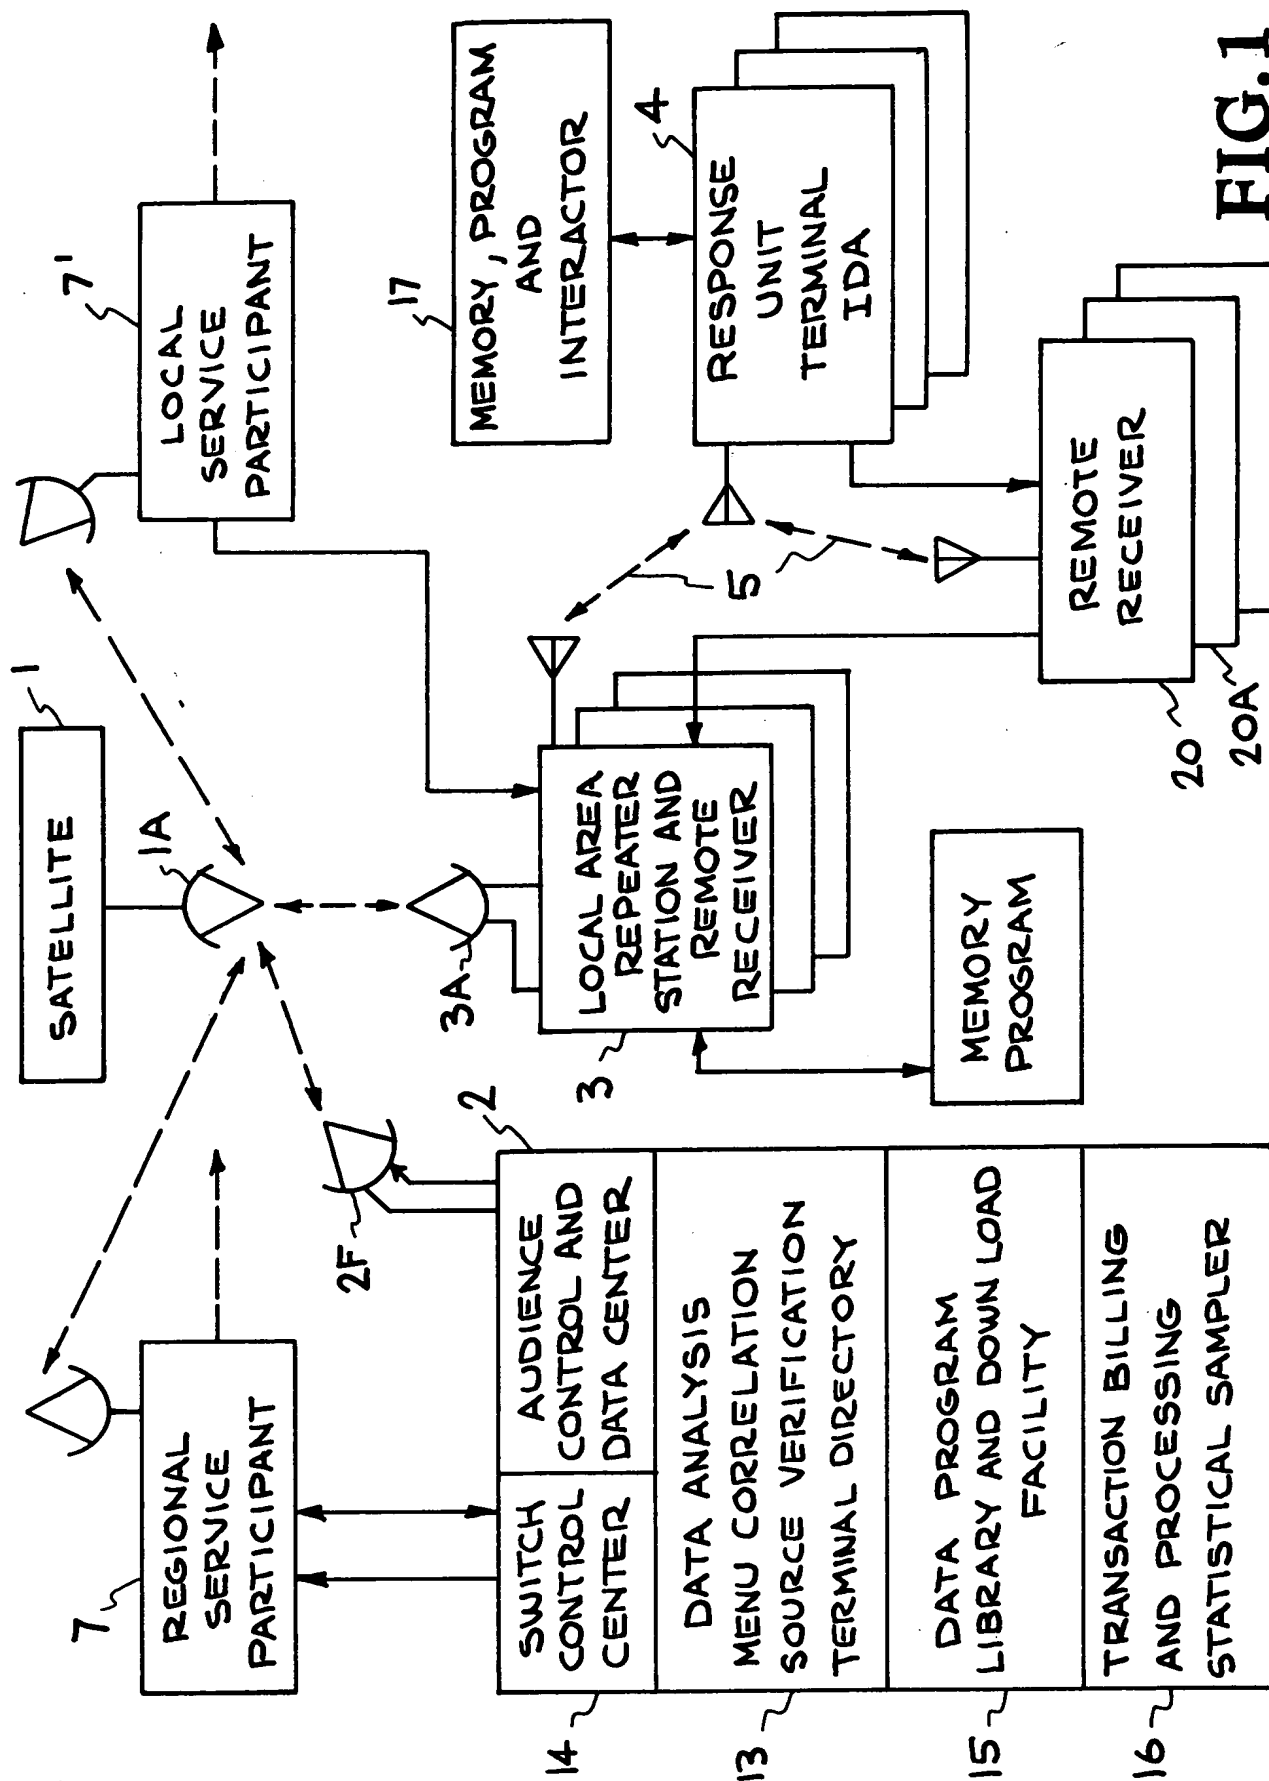 7
REGIONAL
SERVICE
PARTICIPANT
SATELLITE
1
1A
7'
LOCAL
SERVICE
PARTICIPANT
2F
2
3A
3
LOCAL AREA
REPEATER
STATION AND
REMOTE
RECEIVER
17
MEMORY, PROGRAM
AND
INTERACTOR
4
RESPONSE
UNIT
TERMINAL
IDA
5
14
SWITCH
CONTROL
CENTER
AUDIENCE
CONTROL AND
DATA CENTER
13
DATA ANALYSIS
MENU CORRELATION
SOURCE VERIFICATION
TERMINAL DIRECTORY
15
DATA PROGRAM
LIBRARY AND DOWN LOAD
FACILITY
16
TRANSACTION BILLING
AND PROCESSING
STATISTICAL SAMPLER
MEMORY
PROGRAM
REMOTE
RECEIVER
20
20A
FIG.1